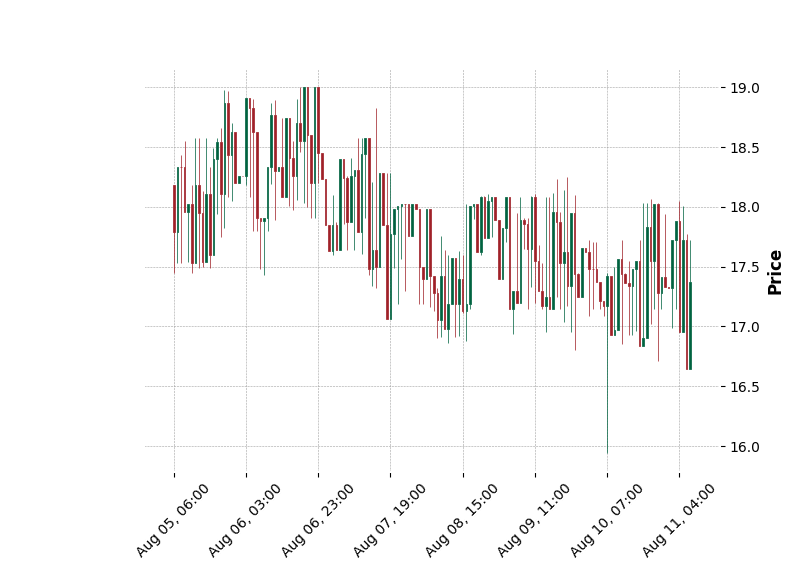 19.0
18.5
18.0
17.5
17.0
16.5
16.0
Price
Aug 05, 06:00
Aug 06, 03:00
Aug 06, 23:00
Aug 07, 19:00
Aug 08, 15:00
Aug 09, 11:00
Aug 10, 07:00
Aug 11, 04:00